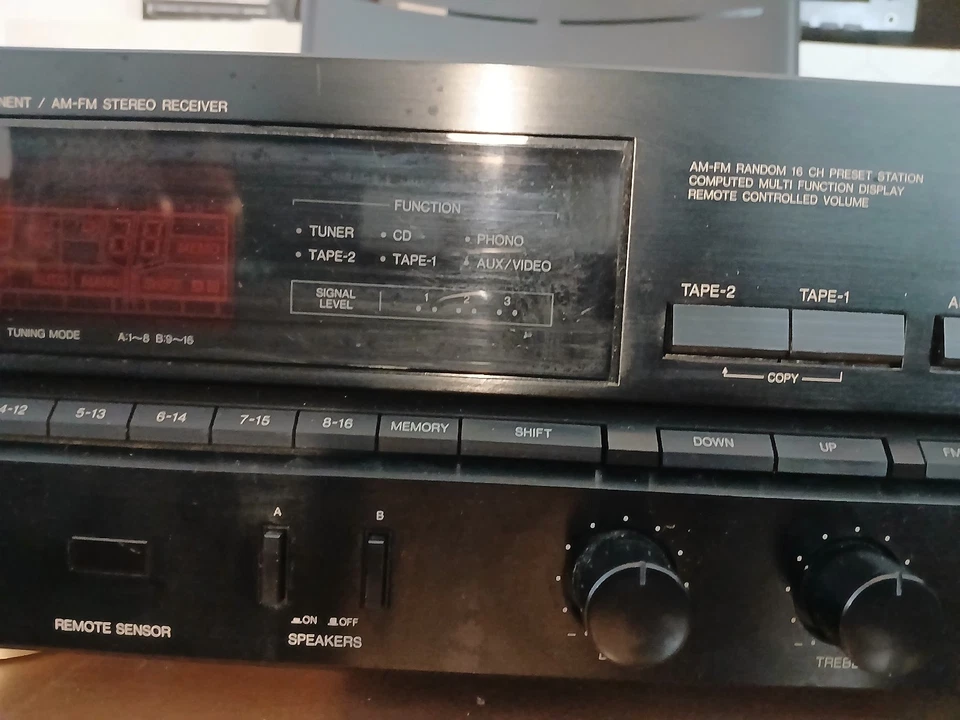 / AM-FM STEREO RECEIVER
AM-FM RANDOM 16 CH PRESET STATION
COMPUTED MULTI FUNCTION DISPLAY
REMOTE CONTROLLED VOLUME
FUNCTION
TUNER CD PHONO
TAPE-2 TAPE-1 AUX/VIDEO
SIGNAL LEVEL 1 2 3
TUNING MODE A:1~8 B:9~16
TAPE-2 TAPE-1
COPY
4-12 5-13 6-14 7-15 8-16 MEMORY SHIFT DOWN UP FM
A B
ON OFF
REMOTE SENSOR SPEAKERS